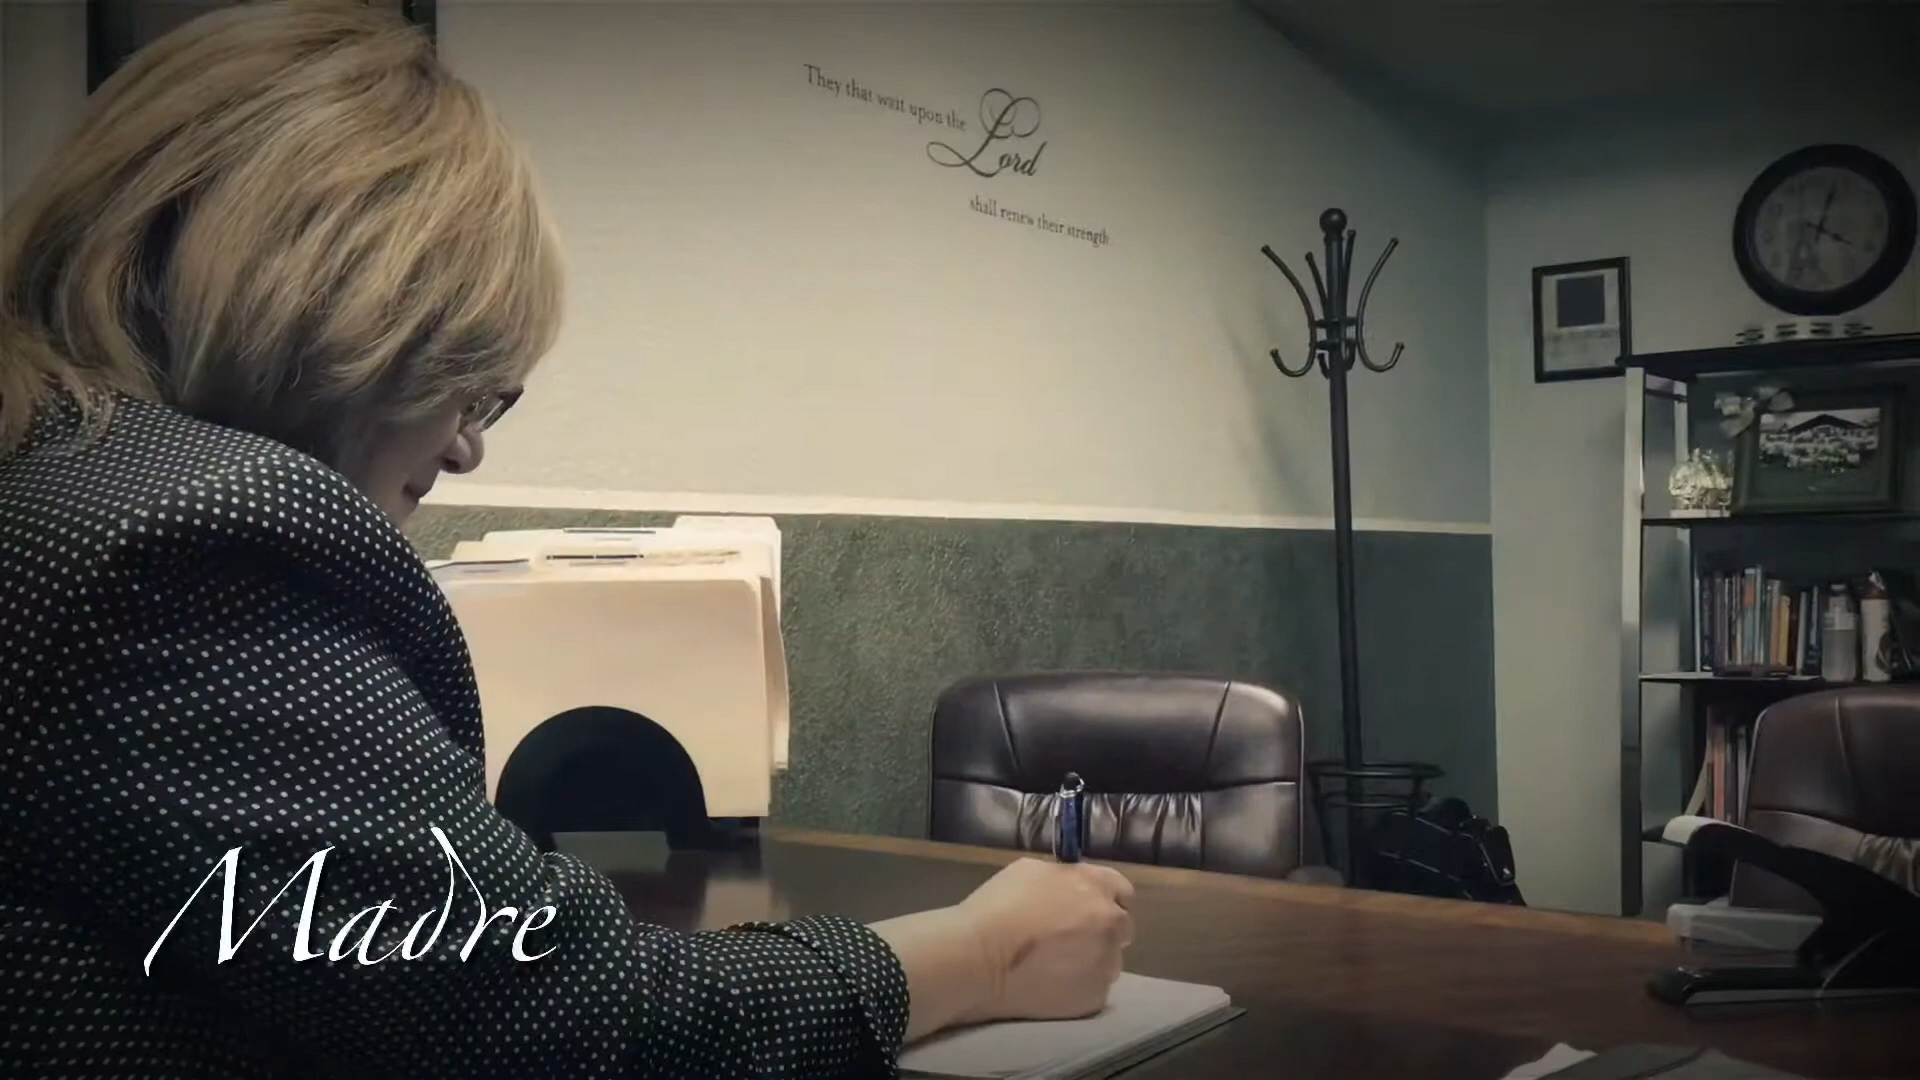 They that wait upon the
Lord
shall renew their strength
Madre